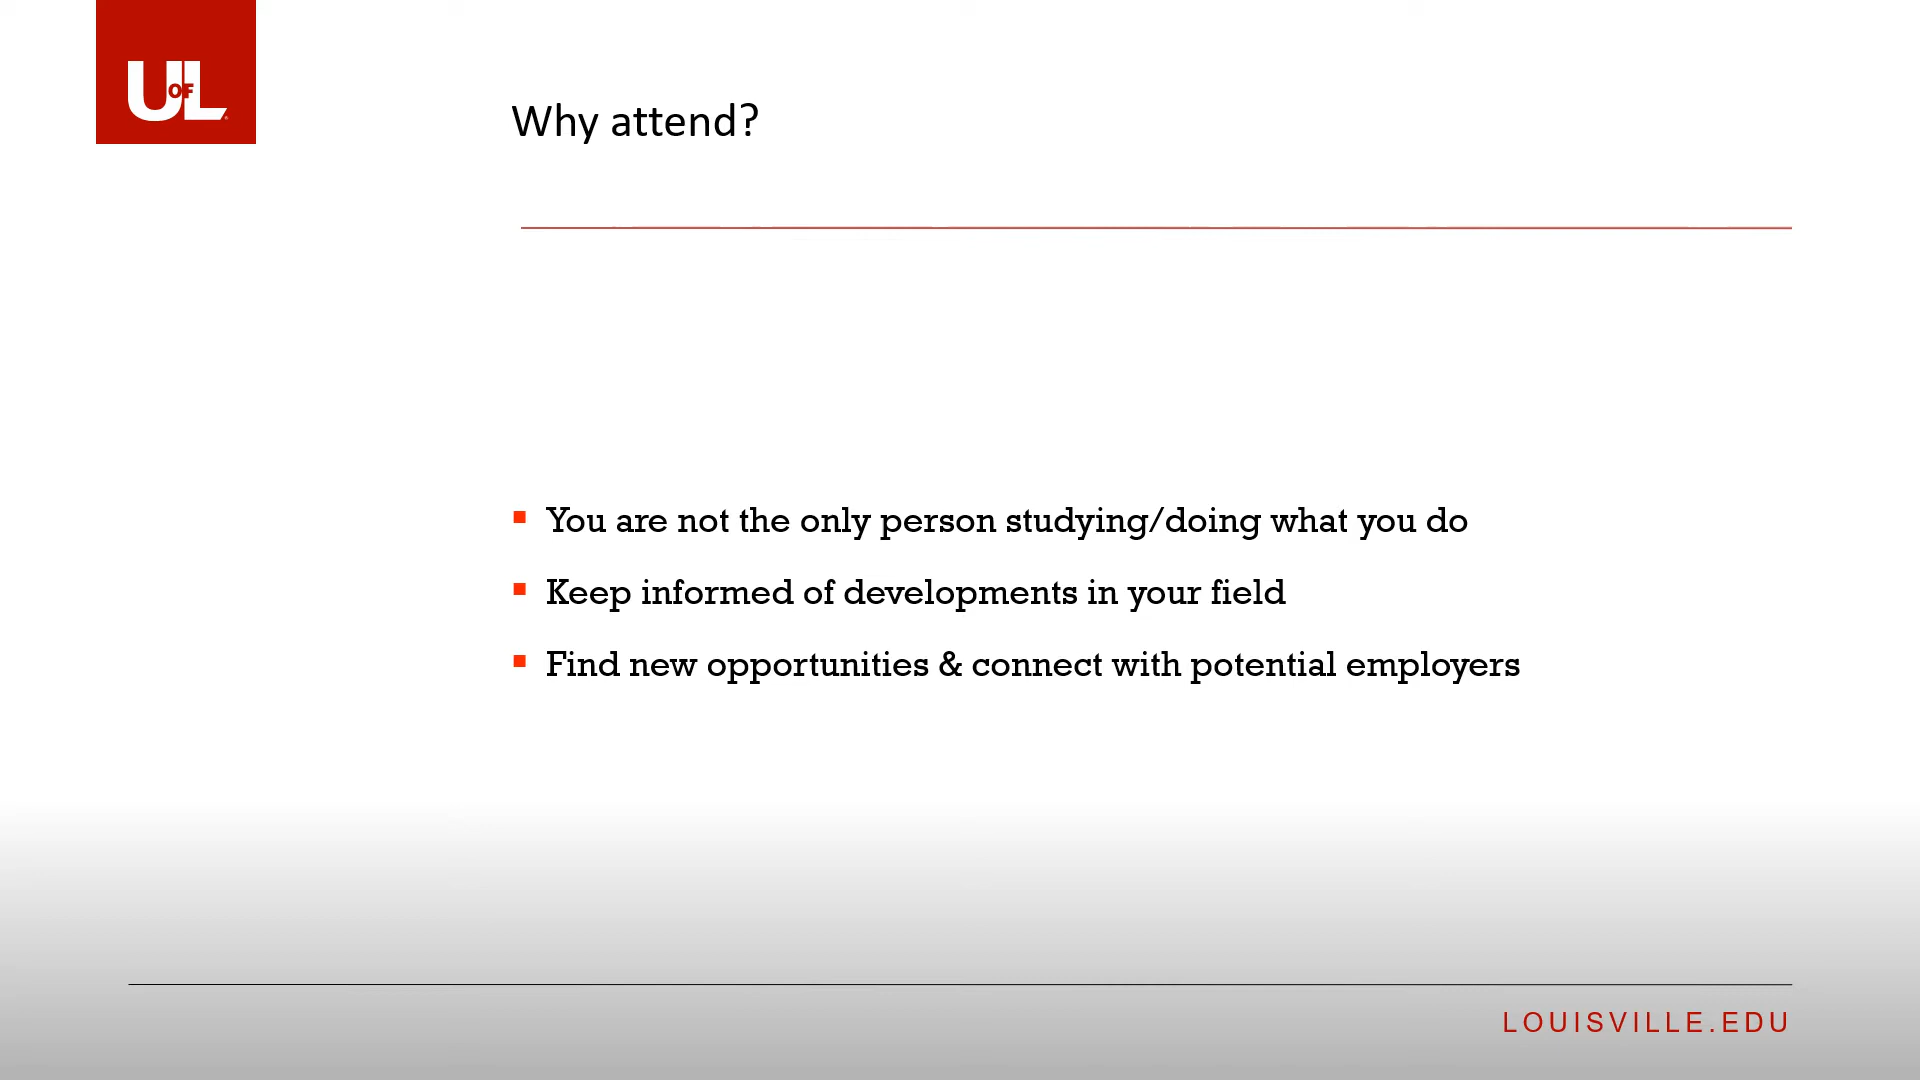 UofL
Why attend?
You are not the only person studying/doing what you do
Keep informed of developments in your field
Find new opportunities & connect with potential employers
LOUISVILLE.EDU